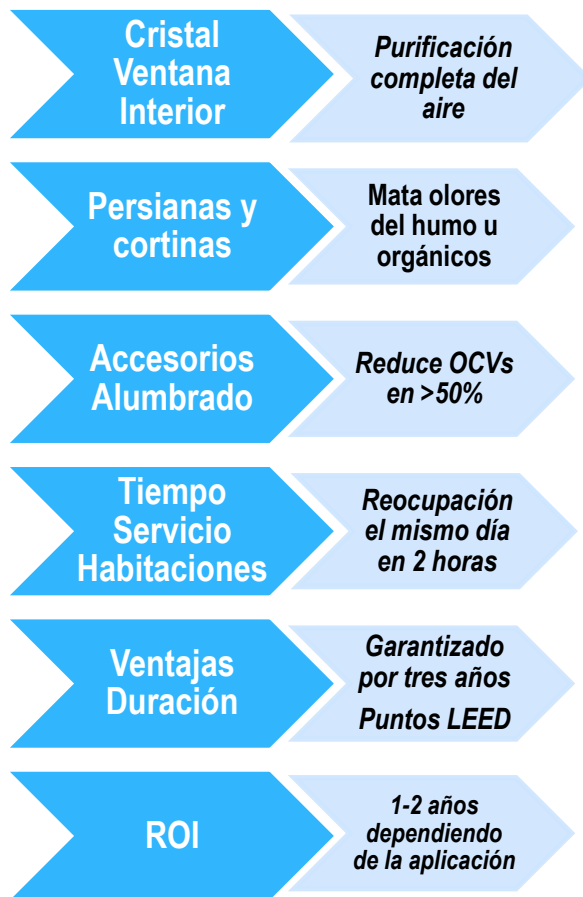 Cristal
Ventana
Interior
Purificación
completa del
aire
Persianas y
cortinas
Mata olores
del humo u
orgánicos
Accesorios
Alumbrado
Reduce OCVs
en >50%
Tiempo
Servicio
Habitaciones
Reocupación
el mismo día
en 2 horas
Ventajas
Duración
Garantizado
por tres años
Puntos LEED
ROI
1-2 años
dependiendo
de la aplicación